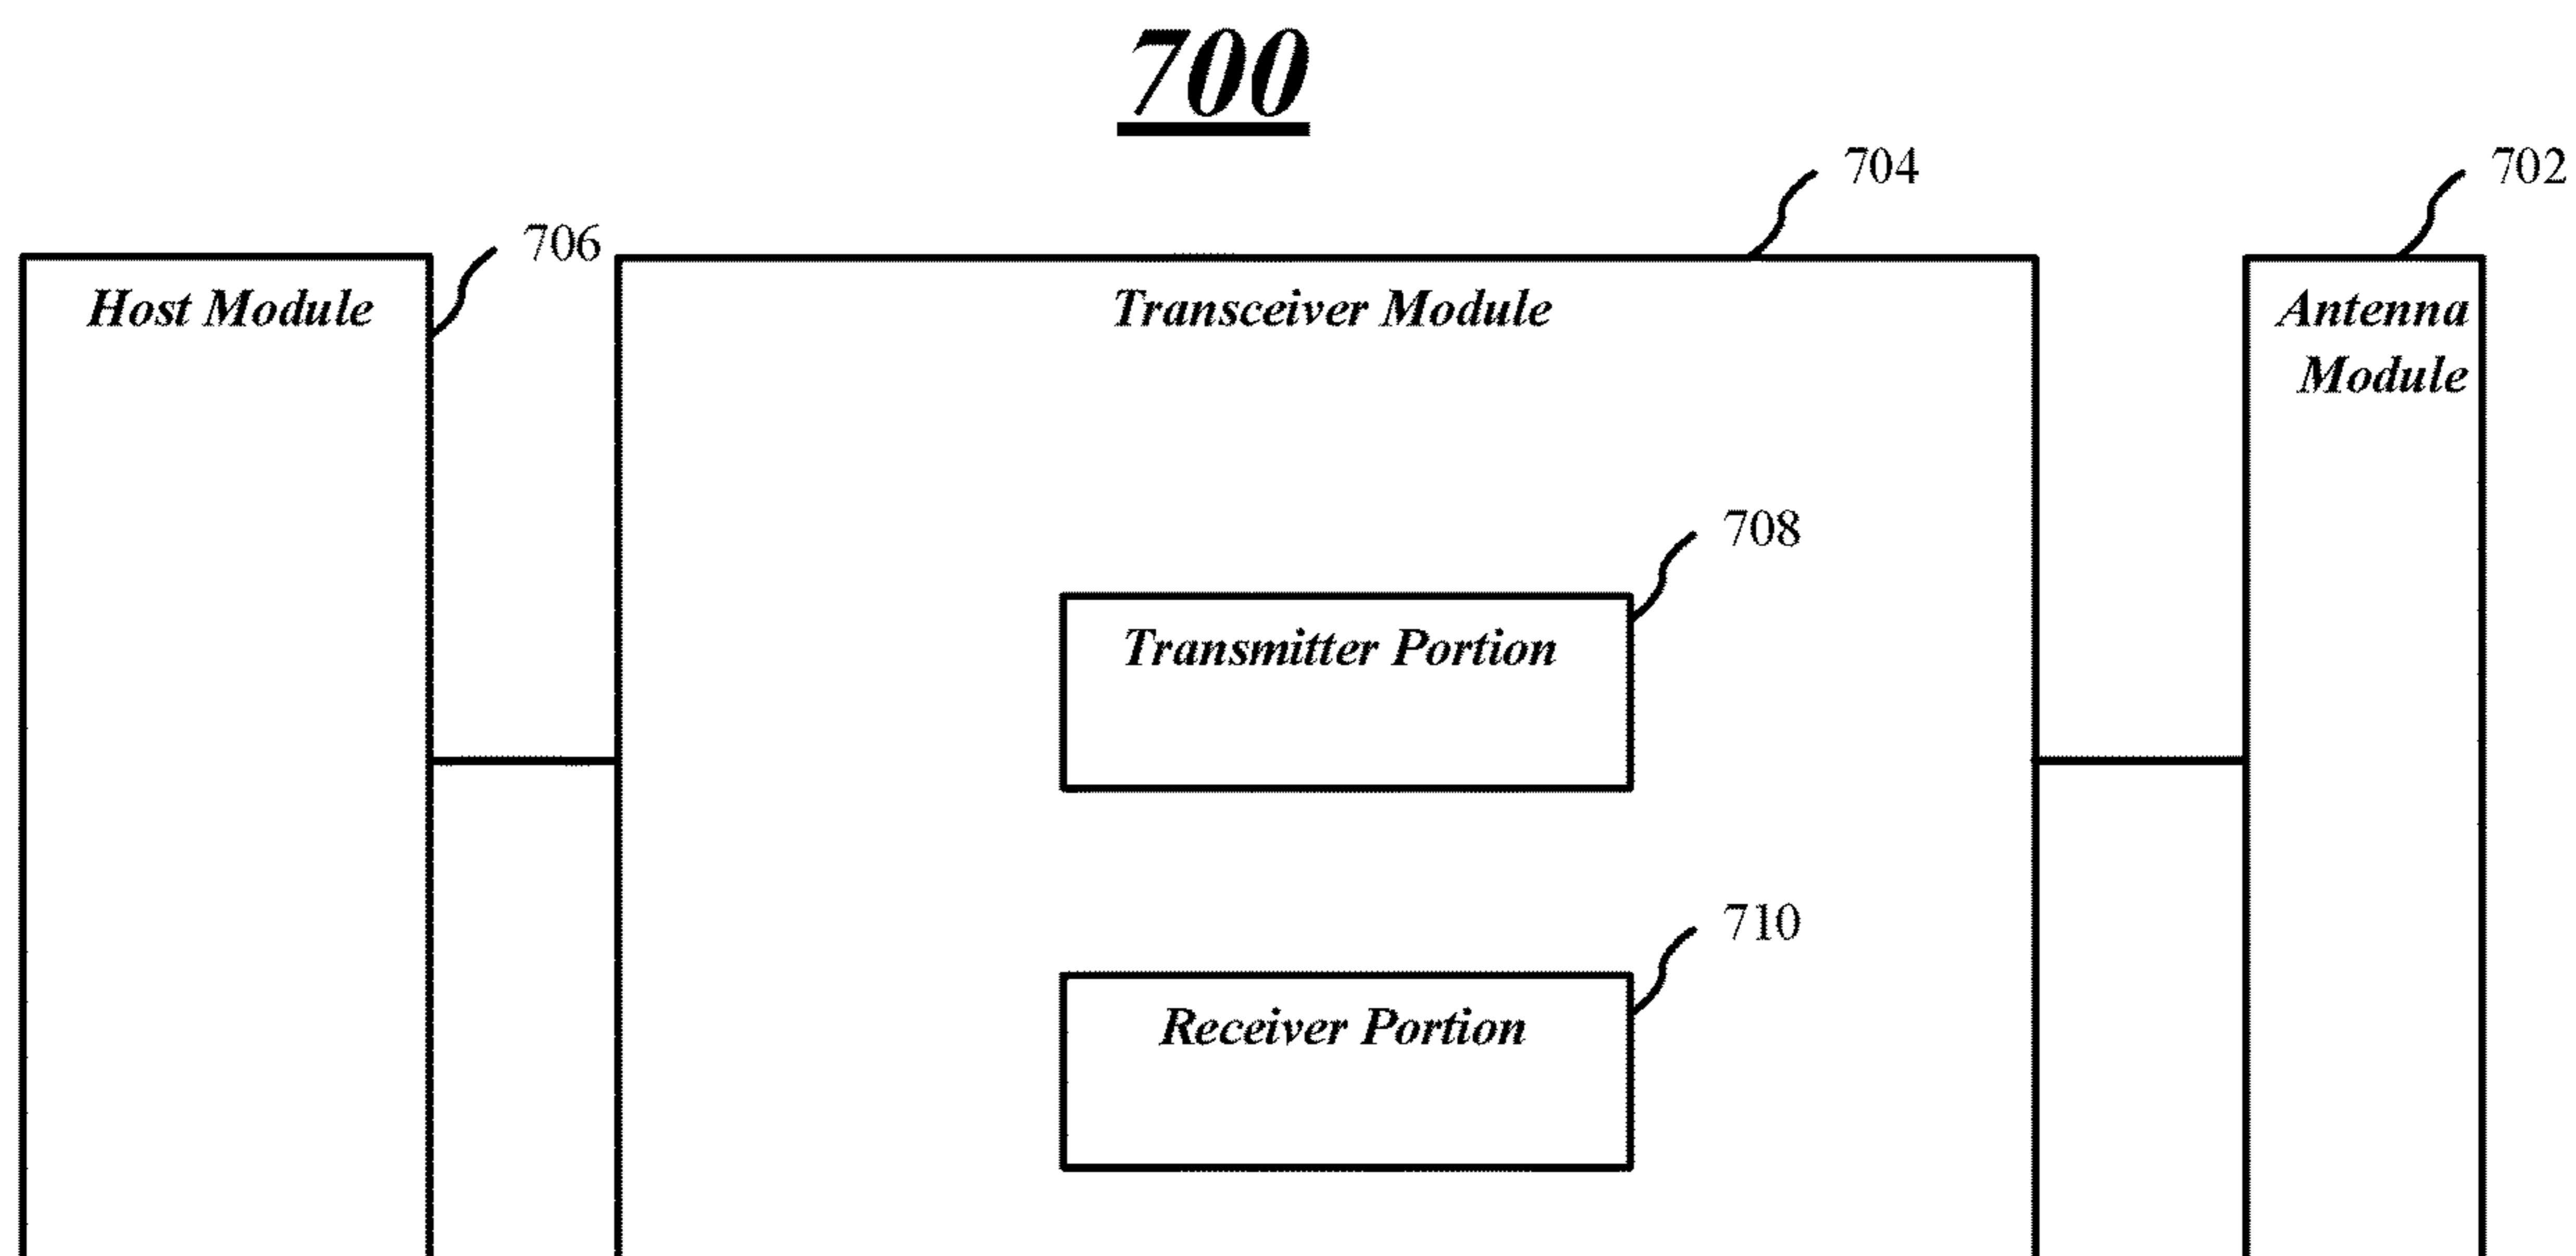 700
704
702
706
Host Module
Transceiver Module
Antenna
Module
708
Transmitter Portion
710
Receiver Portion